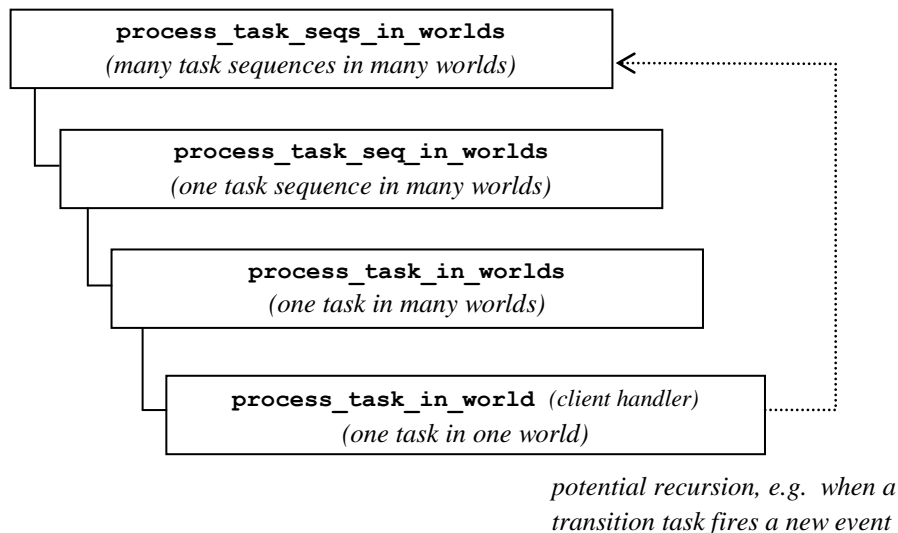 process_task_seqs_in_worlds
(many task sequences in many worlds)
process_task_seq_in_worlds
(one task sequence in many worlds)
process_task_in_worlds
(one task in many worlds)
process_task_in_world (client handler)
(one task in one world)
potential recursion, e.g. when a
transition task fires a new event